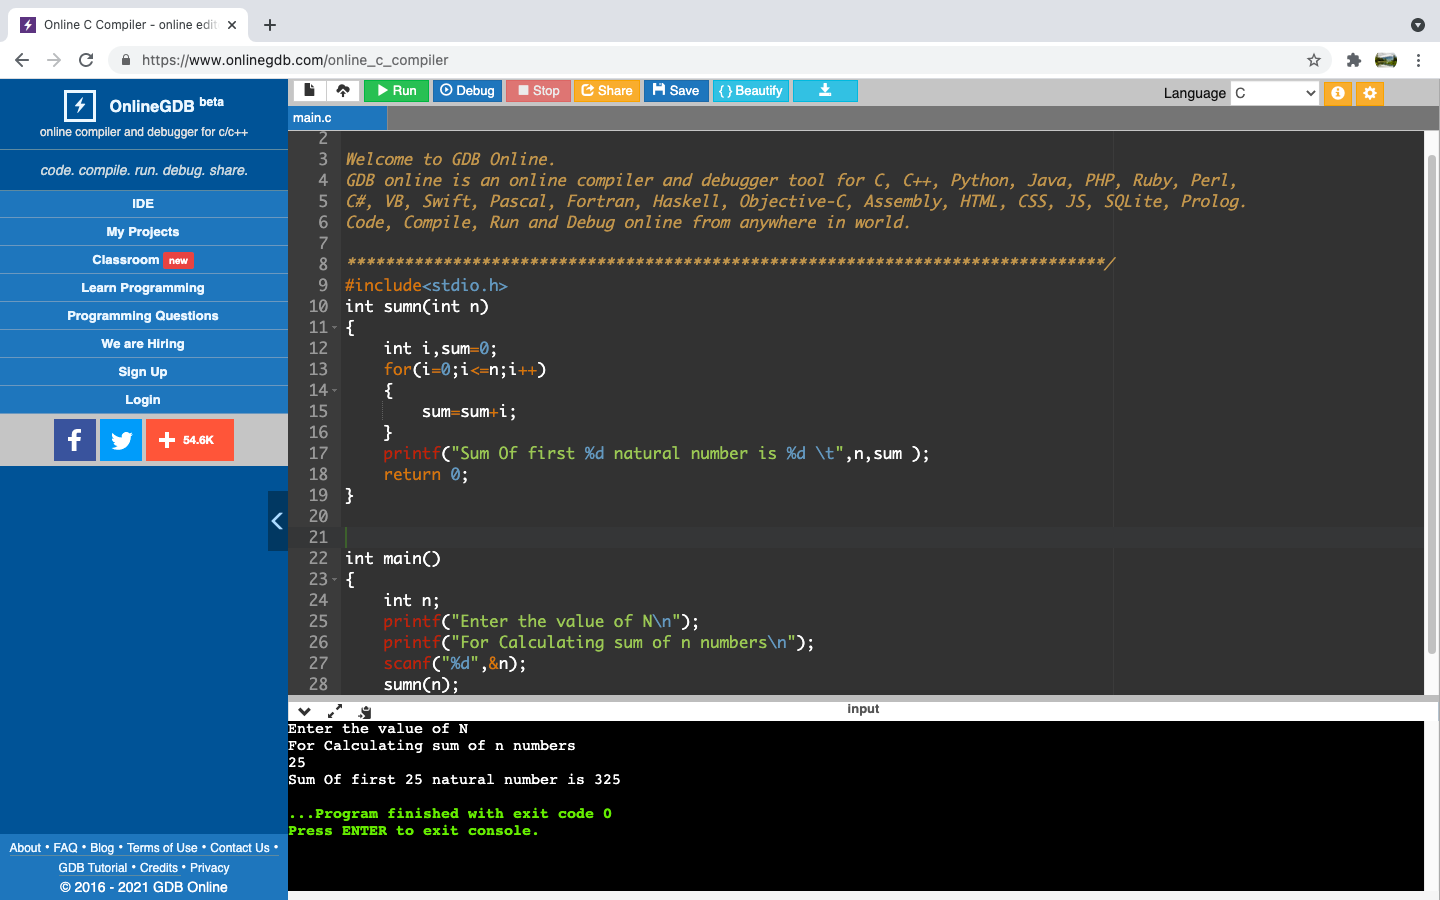 Online C Compiler - online edit
https://www.onlinegdb.com/online_c_compiler
OnlineGDB beta
online compiler and debugger for c/c++
code. compile. run. debug. share.
IDE
My Projects
Classroom new
Learn Programming
Programming Questions
We are Hiring
Sign Up
Login
54.6K
About • FAQ • Blog • Terms of Use • Contact Us •
GDB Tutorial • Credits • Privacy
© 2016 - 2021 GDB Online
Run Debug Stop Share Save { } Beautify
Language C
main.c
2
3 Welcome to GDB Online.
4 GDB online is an online compiler and debugger tool for C, C++, Python, Java, PHP, Ruby, Perl,
5 C#, VB, Swift, Pascal, Fortran, Haskell, Objective-C, Assembly, HTML, CSS, JS, SQLite, Prolog.
6 Code, Compile, Run and Debug online from anywhere in world.
7
8 *******************************************************************************/
9 #include<stdio.h>
10 int sumn(int n)
11 {
12     int i,sum=0;
13     for(i=0;i<=n;i++)
14     {
15         sum=sum+i;
16     }
17     printf("Sum Of first %d natural number is %d \t",n,sum );
18     return 0;
19 }
20
21
22 int main()
23 {
24     int n;
25     printf("Enter the value of N\n");
26     printf("For Calculating sum of n numbers\n");
27     scanf("%d",&n);
28     sumn(n);
input
Enter the value of N
For Calculating sum of n numbers
25
Sum Of first 25 natural number is 325
...Program finished with exit code 0
Press ENTER to exit console.